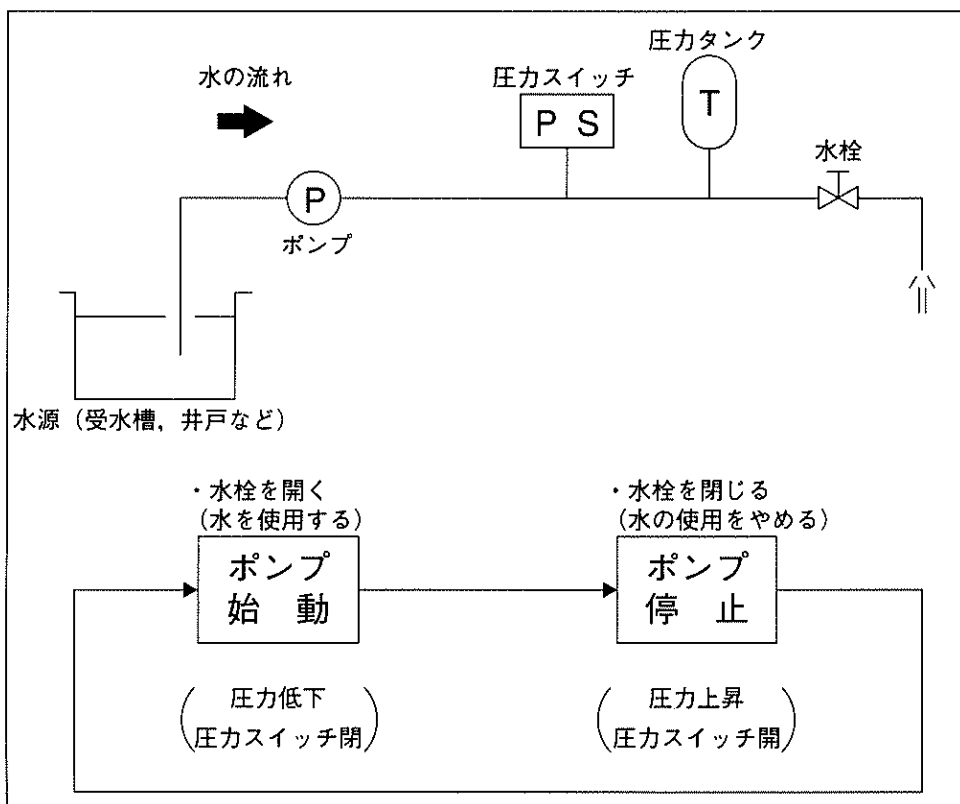 圧力タンク
水の流れ
圧力スイッチ
T
P S
水栓
P
ポンプ
水源（受水槽，井戸など）
・水栓を開く
（水を使用する）
・水栓を閉じる
（水の使用をやめる）
ポンプ
始　動
ポンプ
停　止
圧力低下
圧力スイッチ閉
圧力上昇
圧力スイッチ開